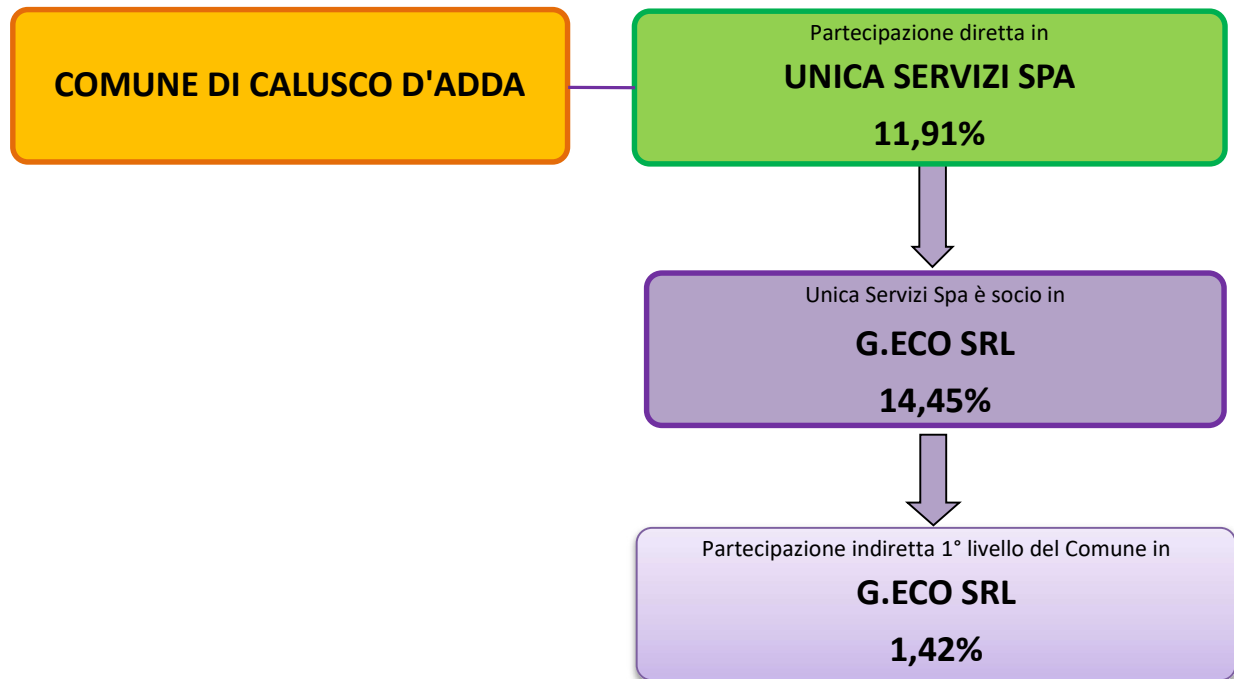 COMUNE DI CALUSCO D'ADDA
Partecipazione diretta in
UNICA SERVIZI SPA
11,91%
Unica Servizi Spa è socio in
G.ECO SRL
14,45%
Partecipazione indiretta 1° livello del Comune in
G.ECO SRL
1,42%